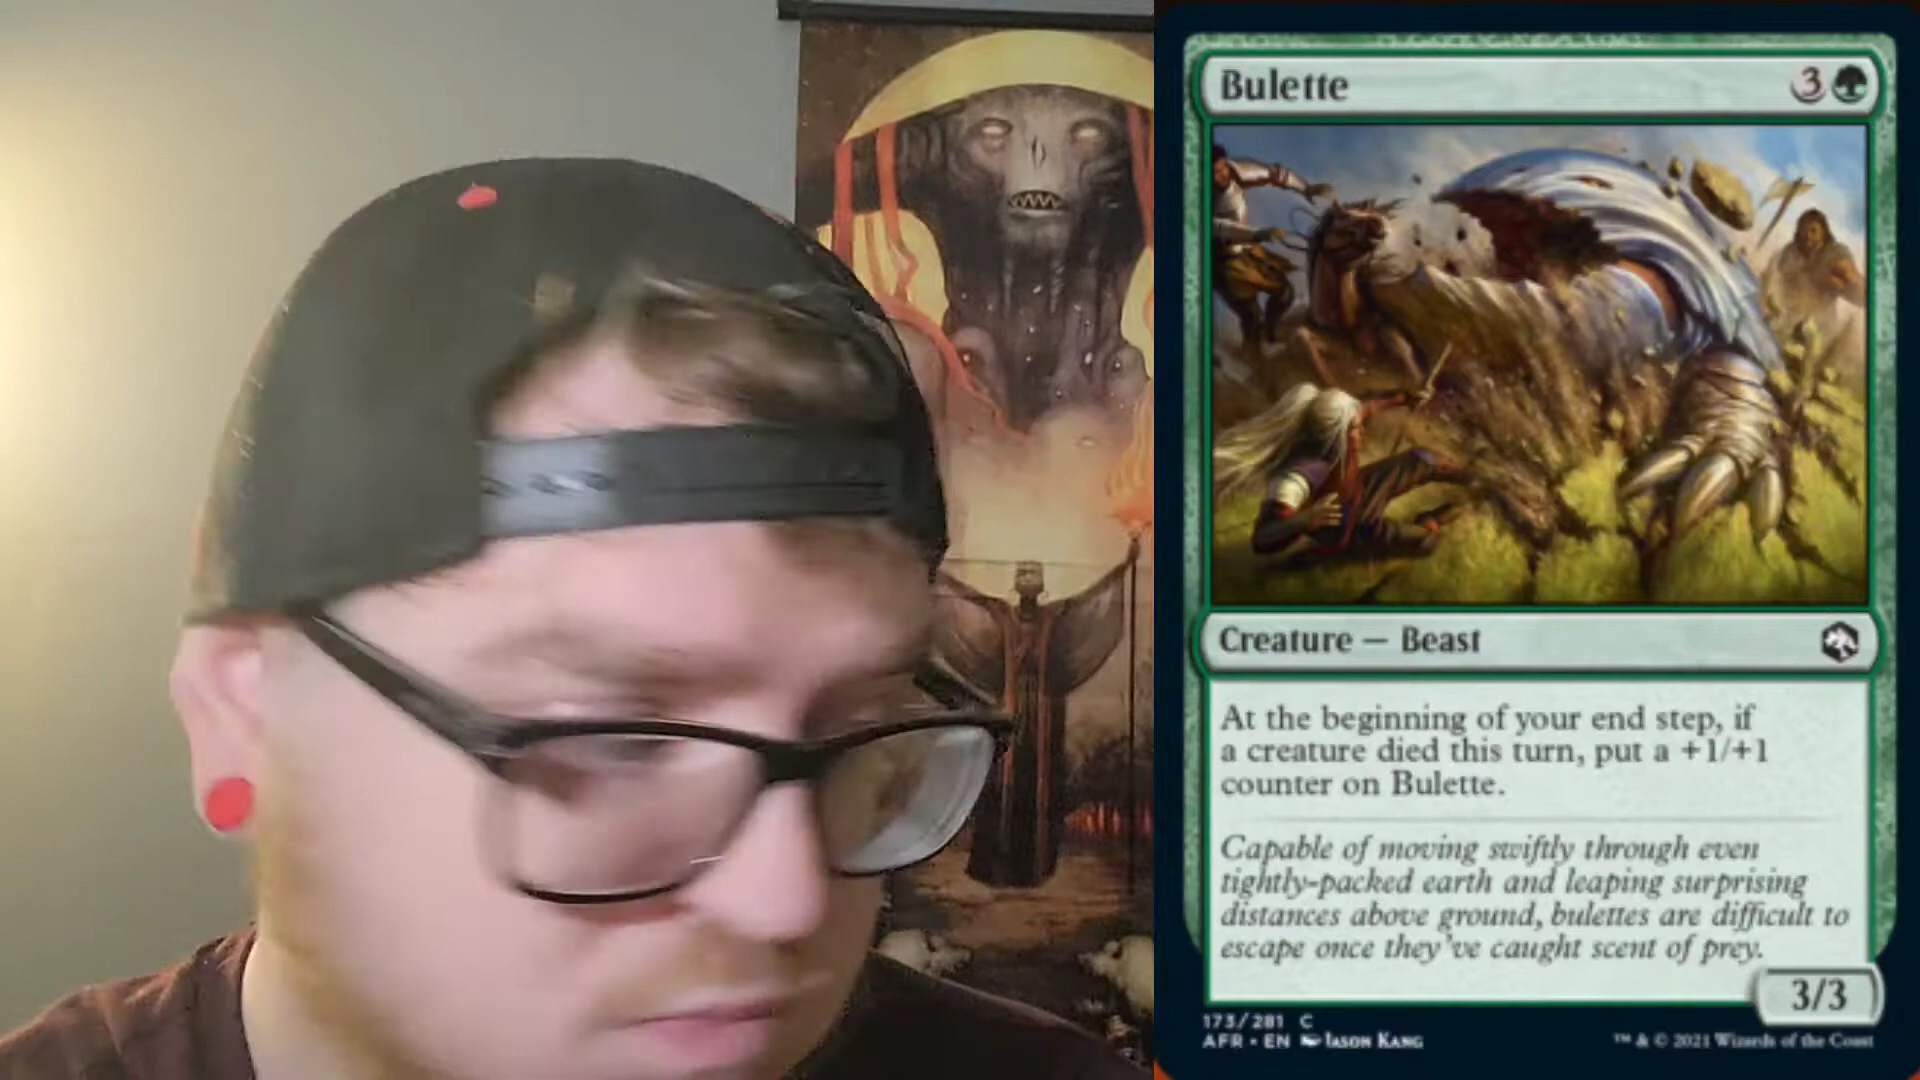 Bulette
3
Creature — Beast
At the beginning of your end step, if
a creature died this turn, put a +1/+1
counter on Bulette.
Capable of moving swiftly through even
tightly-packed earth and leaping surprising
distances above ground, bulettes are difficult to
escape once they've caught scent of prey.
3/3
173/281 C
AFR • EN Jason Kang
™ & © 2021 Wizards of the Coast